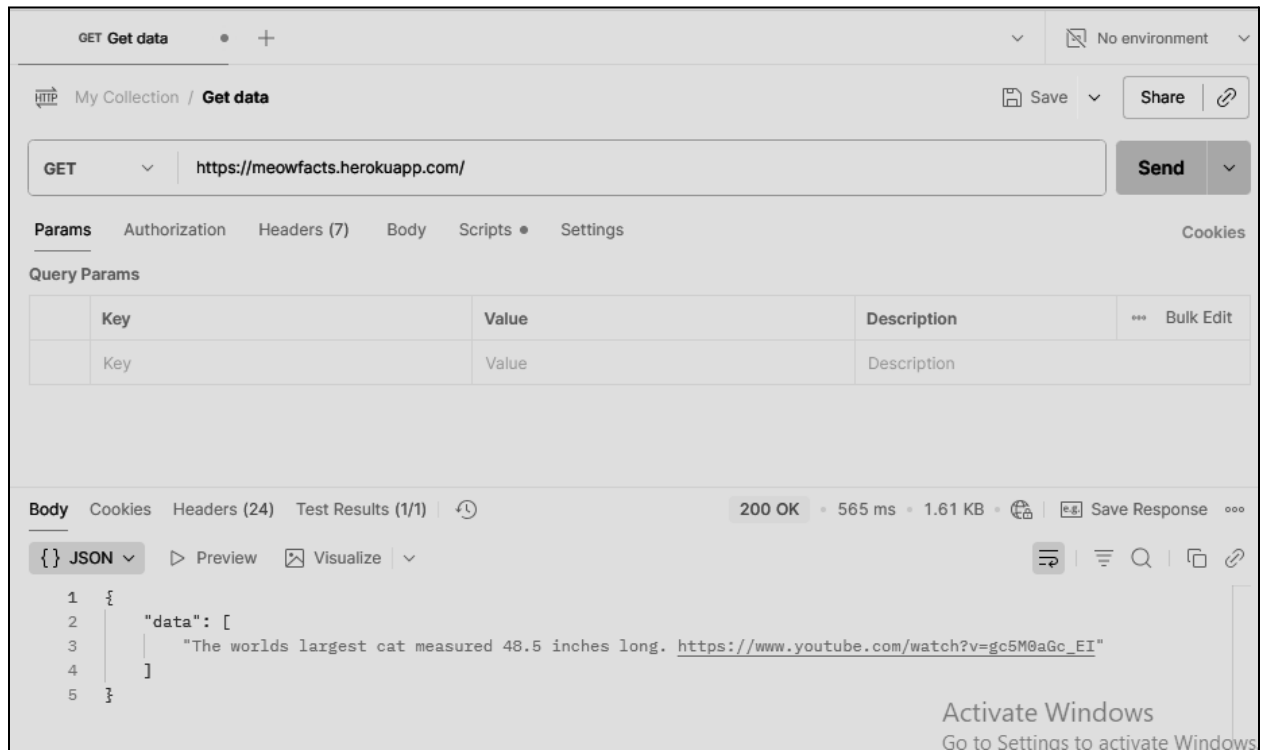 GET Get data
No environment
HTTP My Collection / Get data Save Share
GET https://meowfacts.herokuapp.com/ Send
Params Authorization Headers (7) Body Scripts Settings Cookies
Query Params
Key Value Description Bulk Edit
Key Value Description
Body Cookies Headers (24) Test Results (1/1) 200 OK 565 ms 1.61 KB e.g. Save Response
{ } JSON Preview Visualize
1 {
2 "data": [
3 "The worlds largest cat measured 48.5 inches long. https://www.youtube.com/watch?v=gc5M0aGc_EI"
4 ]
5 }
Activate Windows
Go to Settings to activate Windows